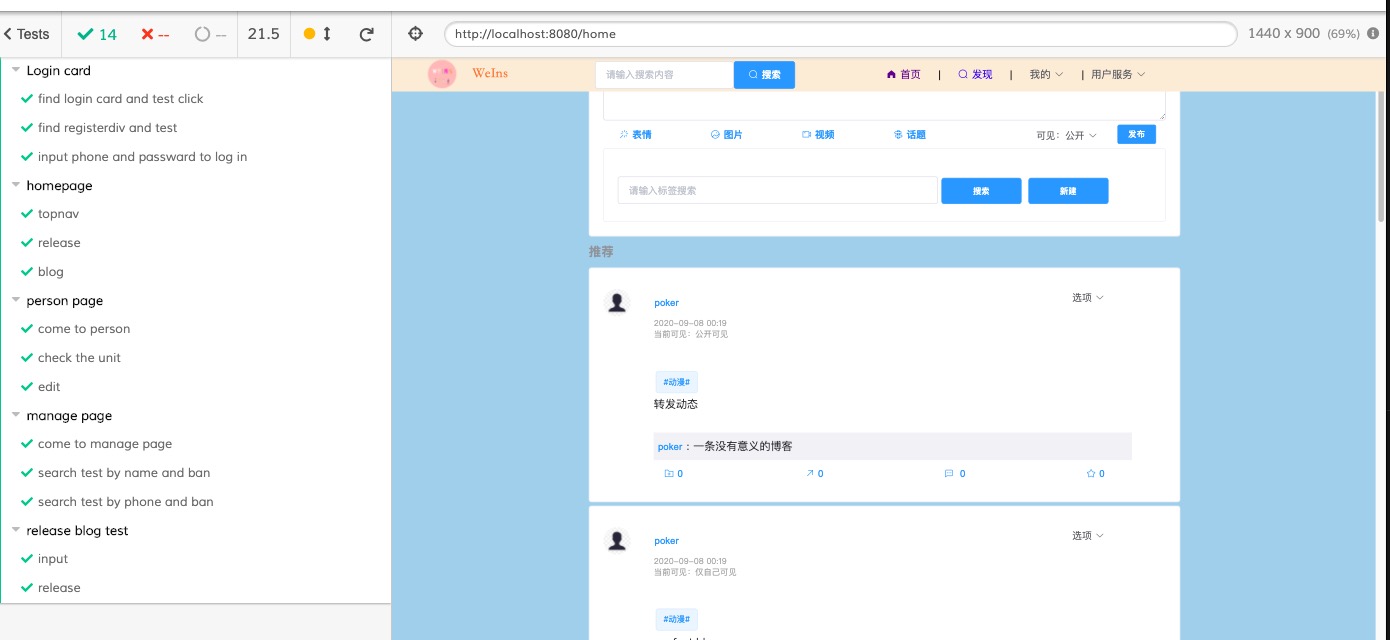 Tests 14 -- -- 21.5 http://localhost:8080/home 1440 x 900 (69%)
Login card
find login card and test click
find registerdiv and test
input phone and passward to log in
homepage
topnav
release
blog
person page
come to person
check the unit
edit
manage page
come to manage page
search test by name and ban
search test by phone and ban
release blog test
input
release
WeIns 请输入搜索内容 搜索 首页 | 发现 | 我的 | 用户服务
表情 图片 视频 话题 可见：公开 发布
请输入标签搜索 搜索 新建
推荐
poker 选项
2020-09-08 00:19
当前可见：公开可见
#动漫#
转发动态
poker：一条没有意义的博客
0 0 0 0
poker 选项
2020-09-08 00:19
当前可见：仅自己可见
#动漫#